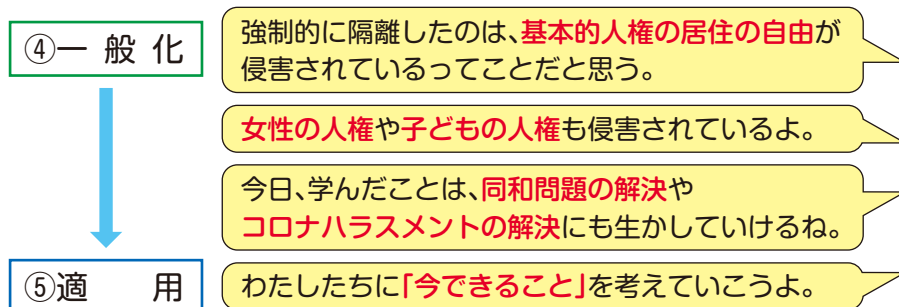 ④一般化
強制的に隔離したのは、基本的人権の居住の自由が
侵害されているってことだと思う。
女性の人権や子どもの人権も侵害されているよ。
今日、学んだことは、同和問題の解決や
コロナハラスメントの解決にも生かしていけるね。
⑤適用
わたしたちに「今できること」を考えていこうよ。